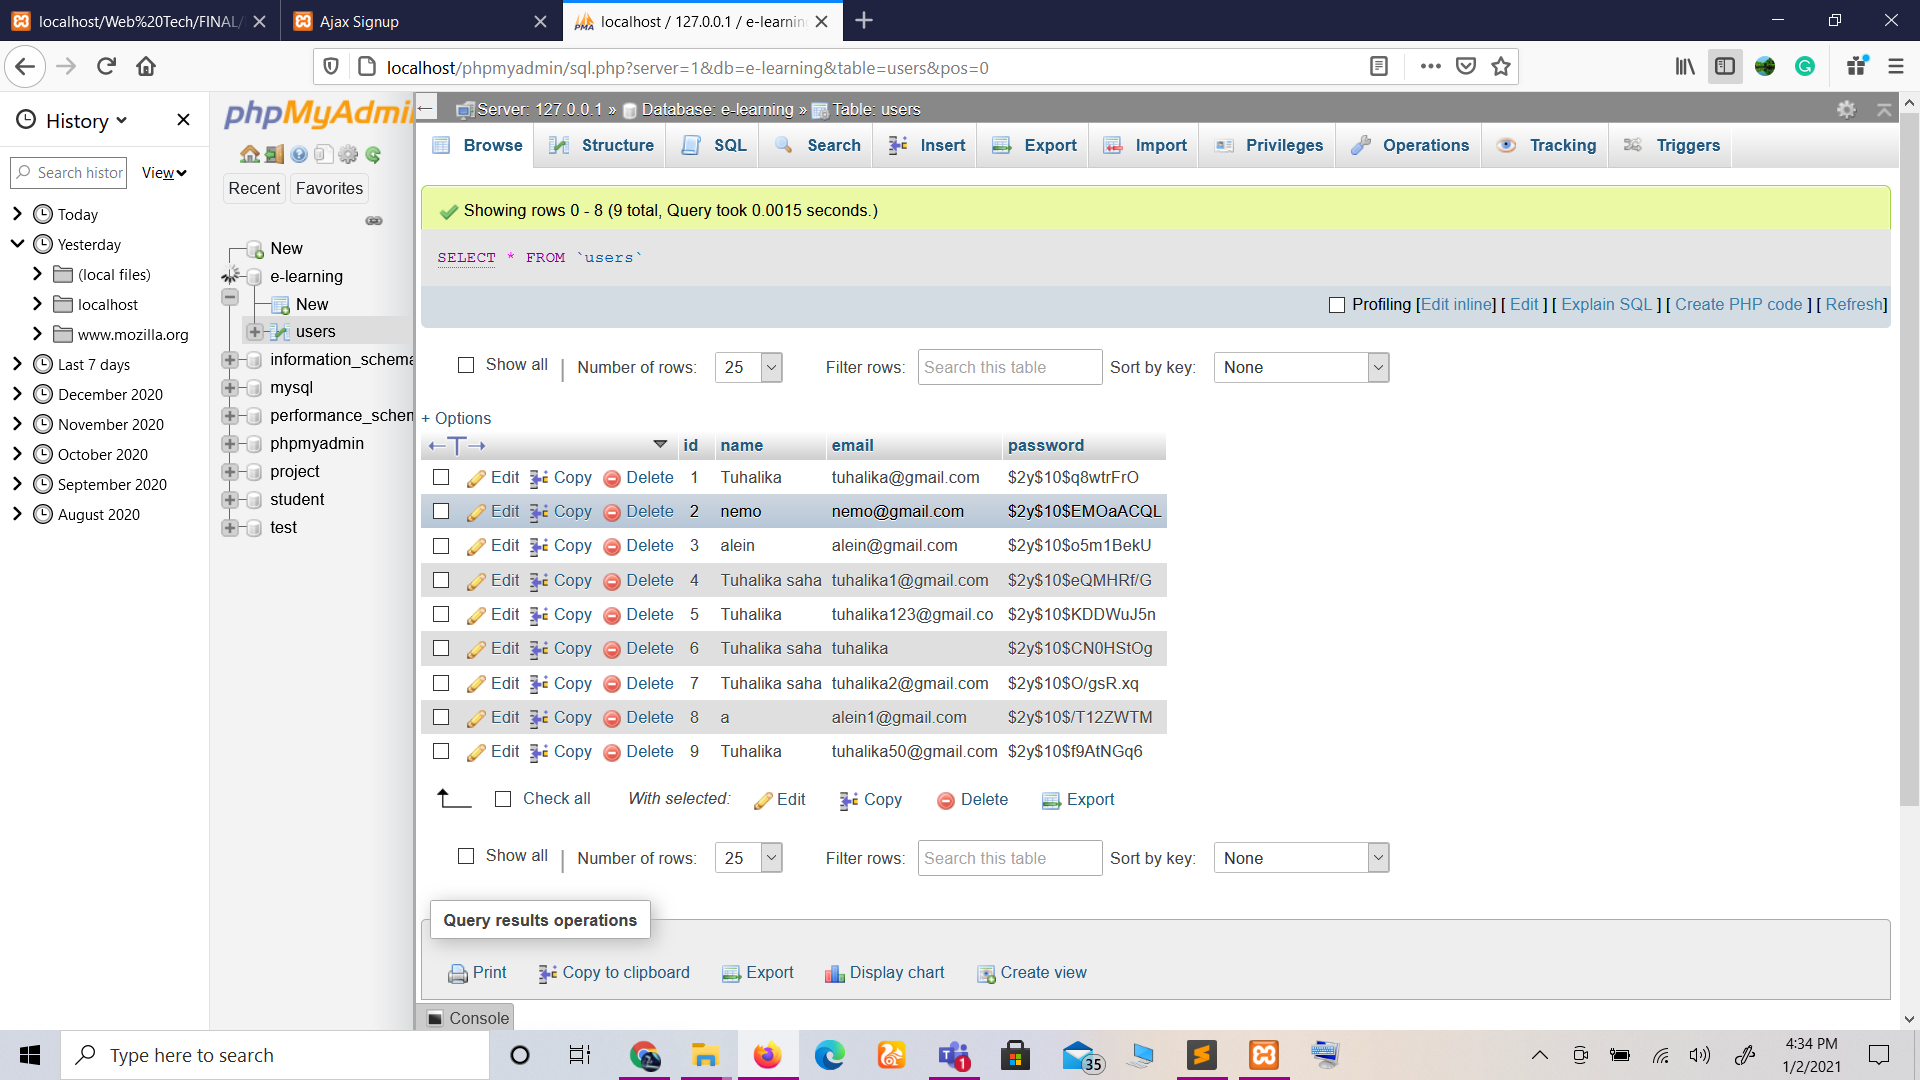 localhost/Web%20Tech/FINAL/
Ajax Signup
PMA localhost / 127.0.0.1 / e-learnin
localhost/phpmyadmin/sql.php?server=1&db=e-learning&table=users&pos=0
History
Search histor
View
Today
Yesterday
(local files)
localhost
www.mozilla.org
Last 7 days
December 2020
November 2020
October 2020
September 2020
August 2020
phpMyAdmin
Recent
Favorites
New
e-learning
New
users
information_schema
mysql
performance_schem
phpmyadmin
project
student
test
Server: 127.0.0.1 » Database: e-learning » Table: users
Browse Structure SQL Search Insert Export Import Privileges Operations Tracking Triggers
Showing rows 0 - 8 (9 total, Query took 0.0015 seconds.)
SELECT * FROM `users`
Profiling [Edit inline] [ Edit ] [ Explain SQL ] [ Create PHP code ] [ Refresh]
Show all | Number of rows: 25 Filter rows: Search this table Sort by key: None
+ Options
←T→ id name email password
Edit Copy Delete 1 Tuhalika tuhalika@gmail.com $2y$10$q8wtrFrO
Edit Copy Delete 2 nemo nemo@gmail.com $2y$10$EMOaACQL
Edit Copy Delete 3 alein alein@gmail.com $2y$10$o5m1BekU
Edit Copy Delete 4 Tuhalika saha tuhalika1@gmail.com $2y$10$eQMHRf/G
Edit Copy Delete 5 Tuhalika tuhalika123@gmail.co $2y$10$KDDWuJ5n
Edit Copy Delete 6 Tuhalika saha tuhalika $2y$10$CN0HStOg
Edit Copy Delete 7 Tuhalika saha tuhalika2@gmail.com $2y$10$O/gsR.xq
Edit Copy Delete 8 a alein1@gmail.com $2y$10$/T12ZWTM
Edit Copy Delete 9 Tuhalika tuhalika50@gmail.com $2y$10$f9AtNGq6
Check all With selected: Edit Copy Delete Export
Show all | Number of rows: 25 Filter rows: Search this table Sort by key: None
Query results operations
Print Copy to clipboard Export Display chart Create view
Console
Type here to search
2
1
35
4:34 PM
1/2/2021